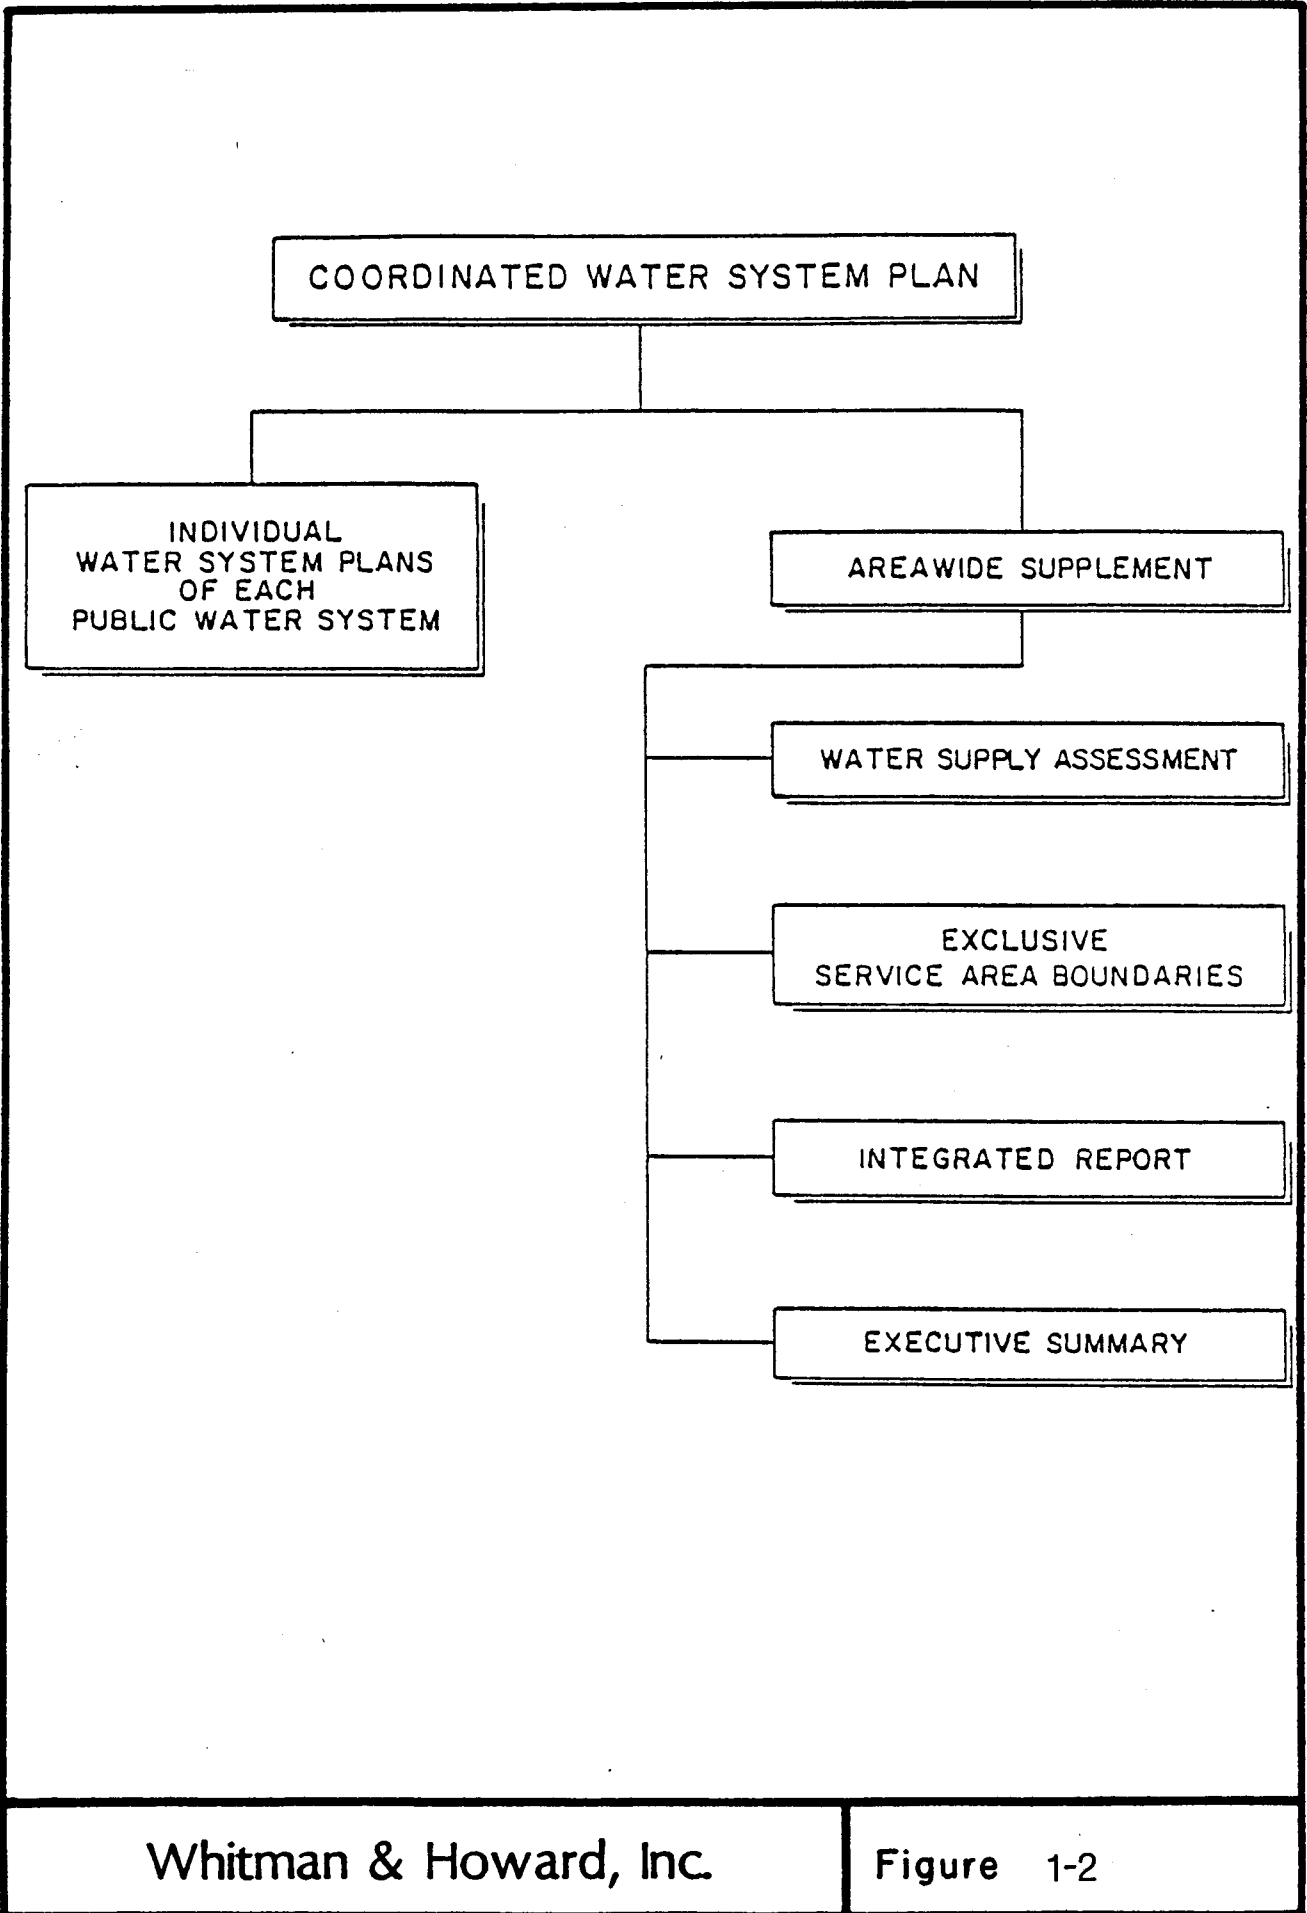 COORDINATED WATER SYSTEM PLAN
INDIVIDUAL
WATER SYSTEM PLANS
OF EACH
PUBLIC WATER SYSTEM
AREAWIDE SUPPLEMENT
WATER SUPPLY ASSESSMENT
EXCLUSIVE
SERVICE AREA BOUNDARIES
INTEGRATED REPORT
EXECUTIVE SUMMARY
Whitman & Howard, Inc.
Figure 1-2